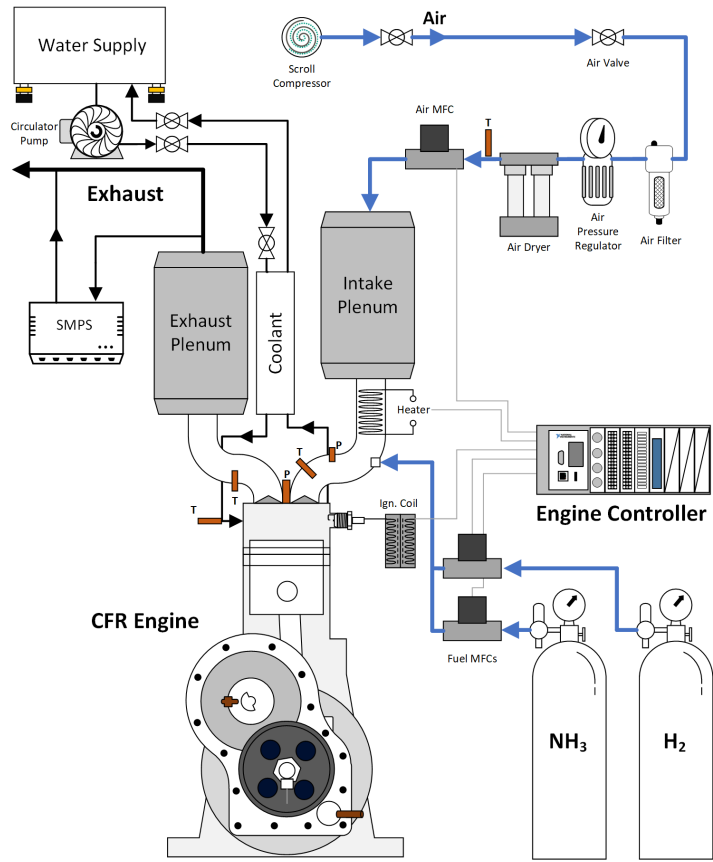 Water Supply
Air
Scroll
Compressor
Air Valve
Circulator
Pump
Air MFC
T
Exhaust
Air
Pressure
Regulator
Air Dryer
Air Filter
Intake
Plenum
SMPS
Exhaust
Plenum
Coolant
Heater
T
P
P
T
T
Ign. Coil
Engine Controller
CFR Engine
Fuel MFCs
NH3
H2